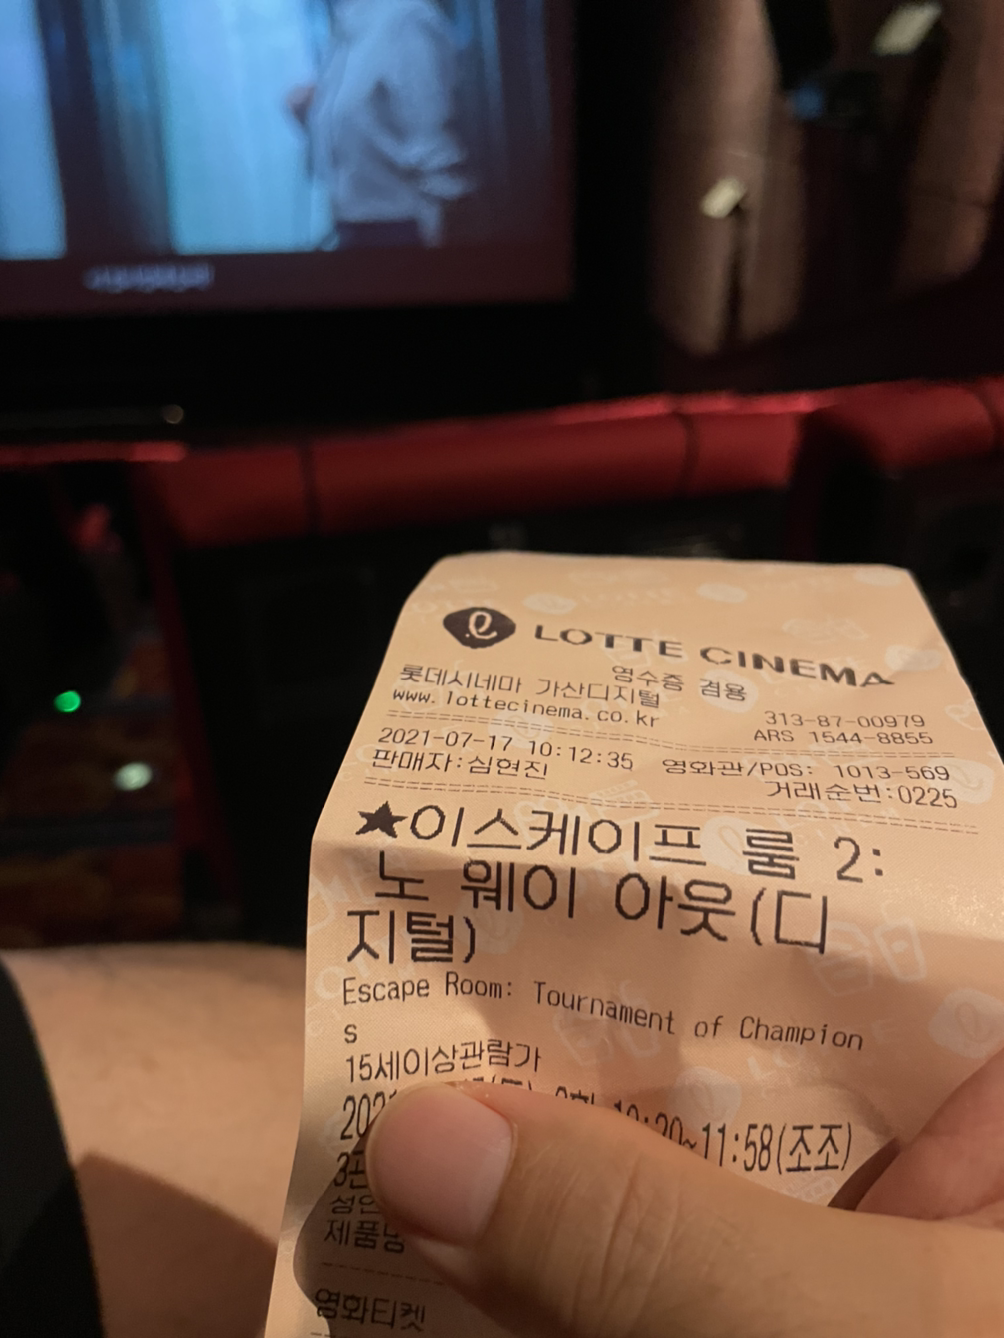 LOTTE CINEMA
영수증 겸용
롯데시네마 가산디지털
www.lottecinema.co.kr
313-87-00979
ARS 1544-8855
2021-07-17 10:12:35 영화관/POS: 1013-569
판매자:심현진 거래순번:0225
★이스케이프 룸 2:
노 웨이 아웃(디
지털)
Escape Room: Tournament of Champion
s
15세이상관람가
~11:58(조조)
영화티켓